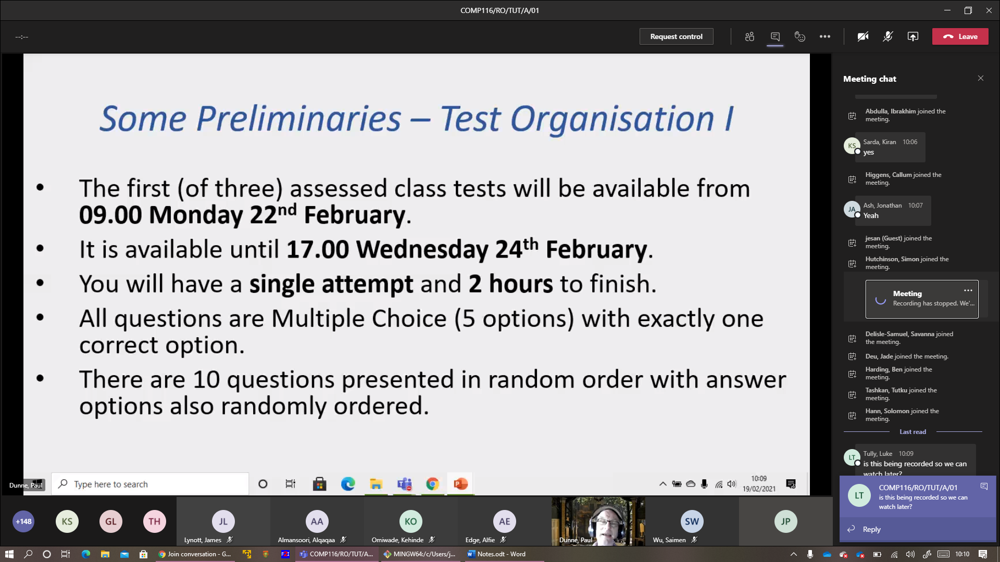 COMP116/RO/TUT/A/01
--:--
Request control
Leave
Some Preliminaries – Test Organisation I
• The first (of three) assessed class tests will be available from
09.00 Monday 22nd February.
• It is available until 17.00 Wednesday 24th February.
• You will have a single attempt and 2 hours to finish.
• All questions are Multiple Choice (5 options) with exactly one
correct option.
• There are 10 questions presented in random order with answer
options also randomly ordered.
Dunne, Paul
Type here to search
10:09
19/02/2021
Meeting chat
Abdulla, Ibrakhim joined the
meeting.
KS
Sarda, Kiran 10:06
yes
Higgens, Callum joined the
meeting.
JA
Ash, Jonathan 10:07
Yeah
jesan (Guest) joined the
meeting.
Hutchinson, Simon joined the
meeting.
Meeting
Recording has stopped. We'...
Delisle-Samuel, Savanna joined
the meeting.
Deu, Jade joined the meeting.
Harding, Ben joined the
meeting.
Tashkan, Tutku joined the
meeting.
Hann, Solomon joined the
meeting.
Last read
LT
Tully, Luke 10:09
is this being recorded so we can
watch later?
LT
COMP116/RO/TUT/A/01
is this being recorded so we can
watch later?
Reply
+148
KS
GL
TH
JL
Lynott, James
AA
Almansoori, Alqaqaa
KO
Omiwade, Kehinde
AE
Edge, Alfie
Dunne, Paul
SW
Wu, Saimen
JP
Join conversation - G...
COMP116/RO/TUT/A...
MINGW64:/c/Users/j...
Notes.odt - Word
10:10